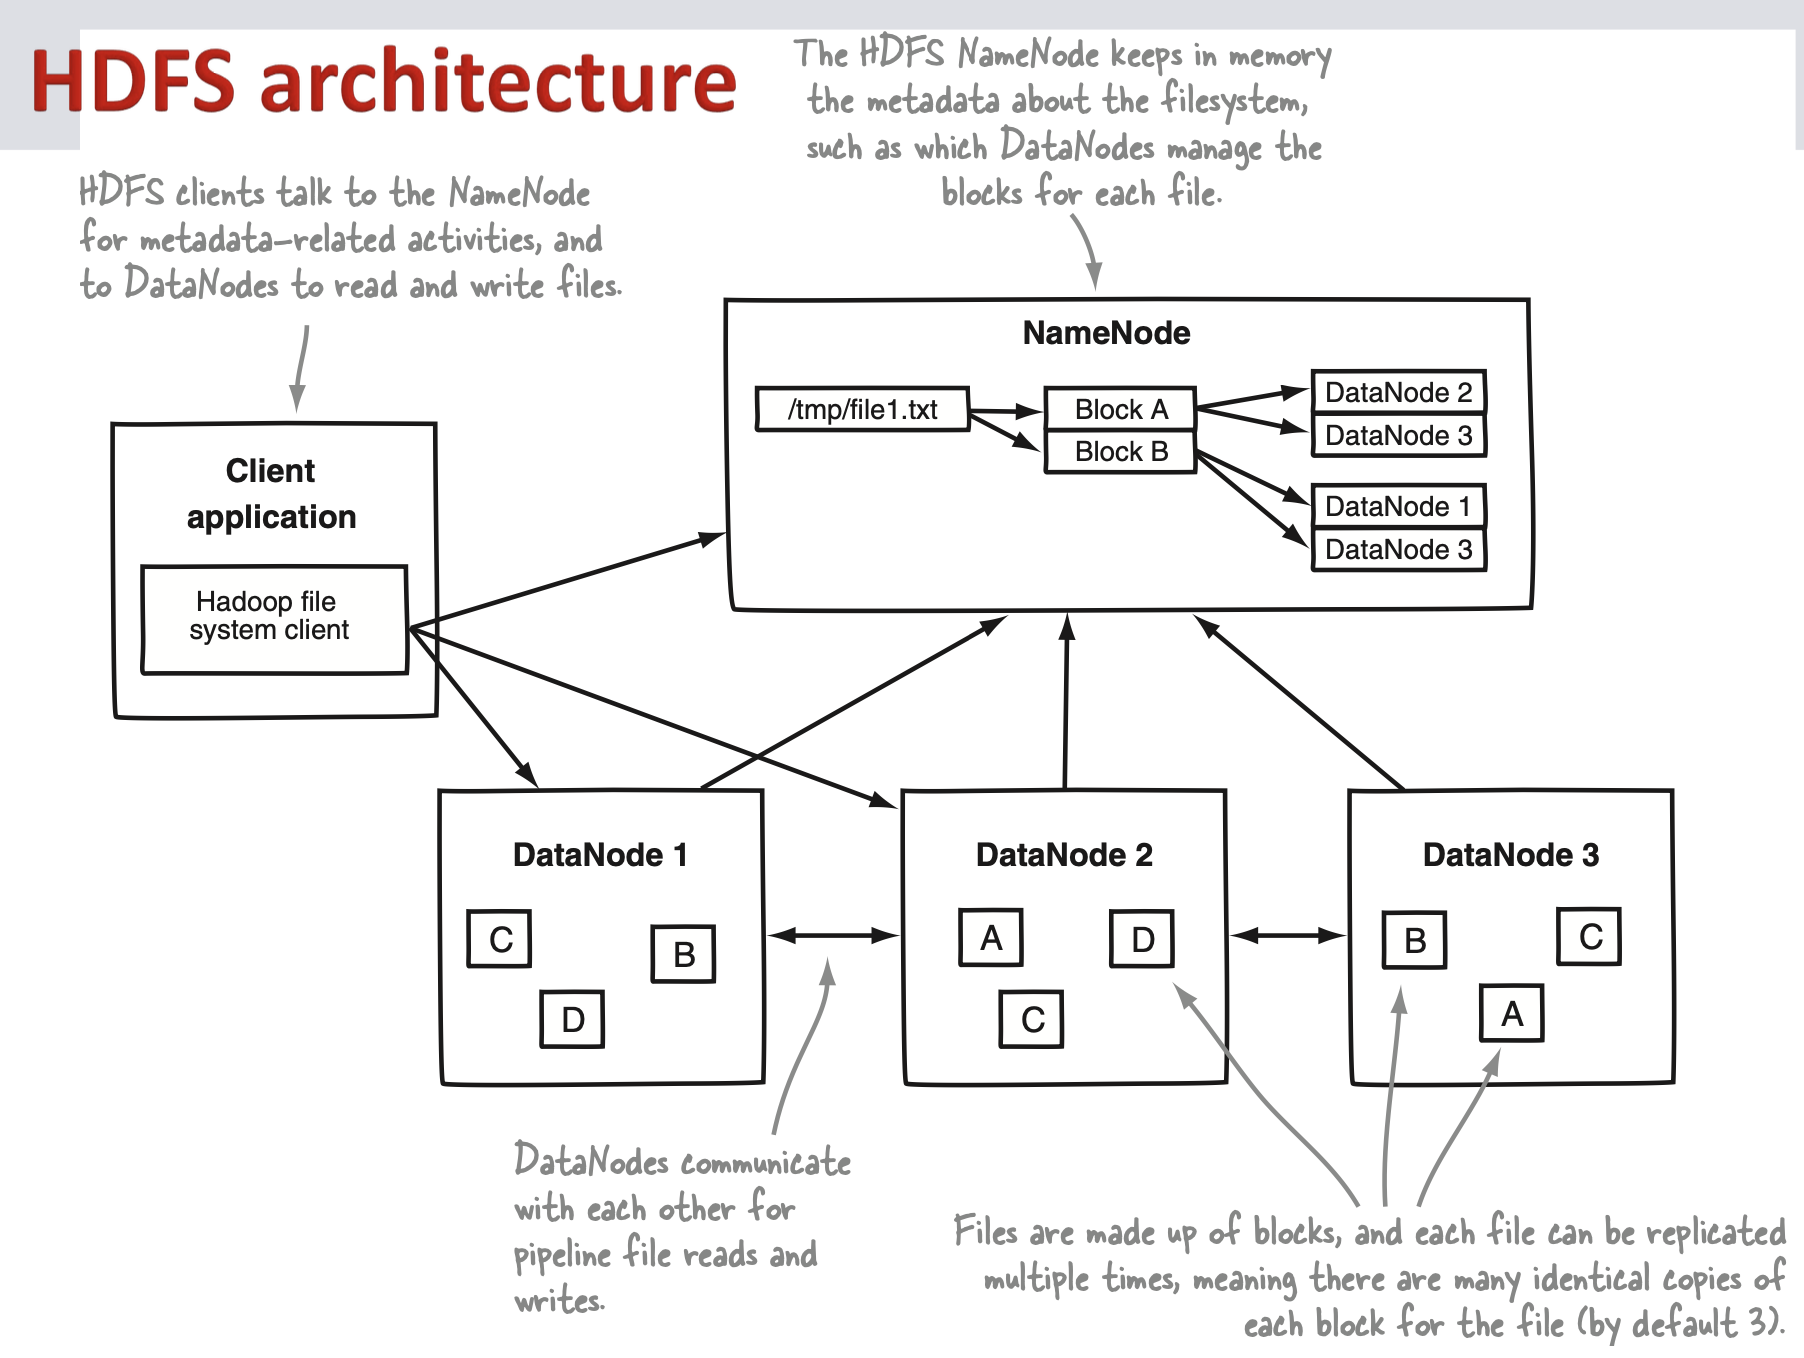 HDFS architecture
The HDFS NameNode keeps in memory
the metadata about the filesystem,
such as which DataNodes manage the
blocks for each file.
HDFS clients talk to the NameNode
for metadata-related activities, and
to DataNodes to read and write files.
NameNode
/tmp/file1.txt
Block A
Block B
DataNode 2
DataNode 3
DataNode 1
DataNode 3
Client
application
Hadoop file
system client
DataNode 1
C
B
D
DataNode 2
A
D
C
DataNode 3
B
C
A
DataNodes communicate
with each other for
pipeline file reads and
writes.
Files are made up of blocks, and each file can be replicated
multiple times, meaning there are many identical copies of
each block for the file (by default 3).